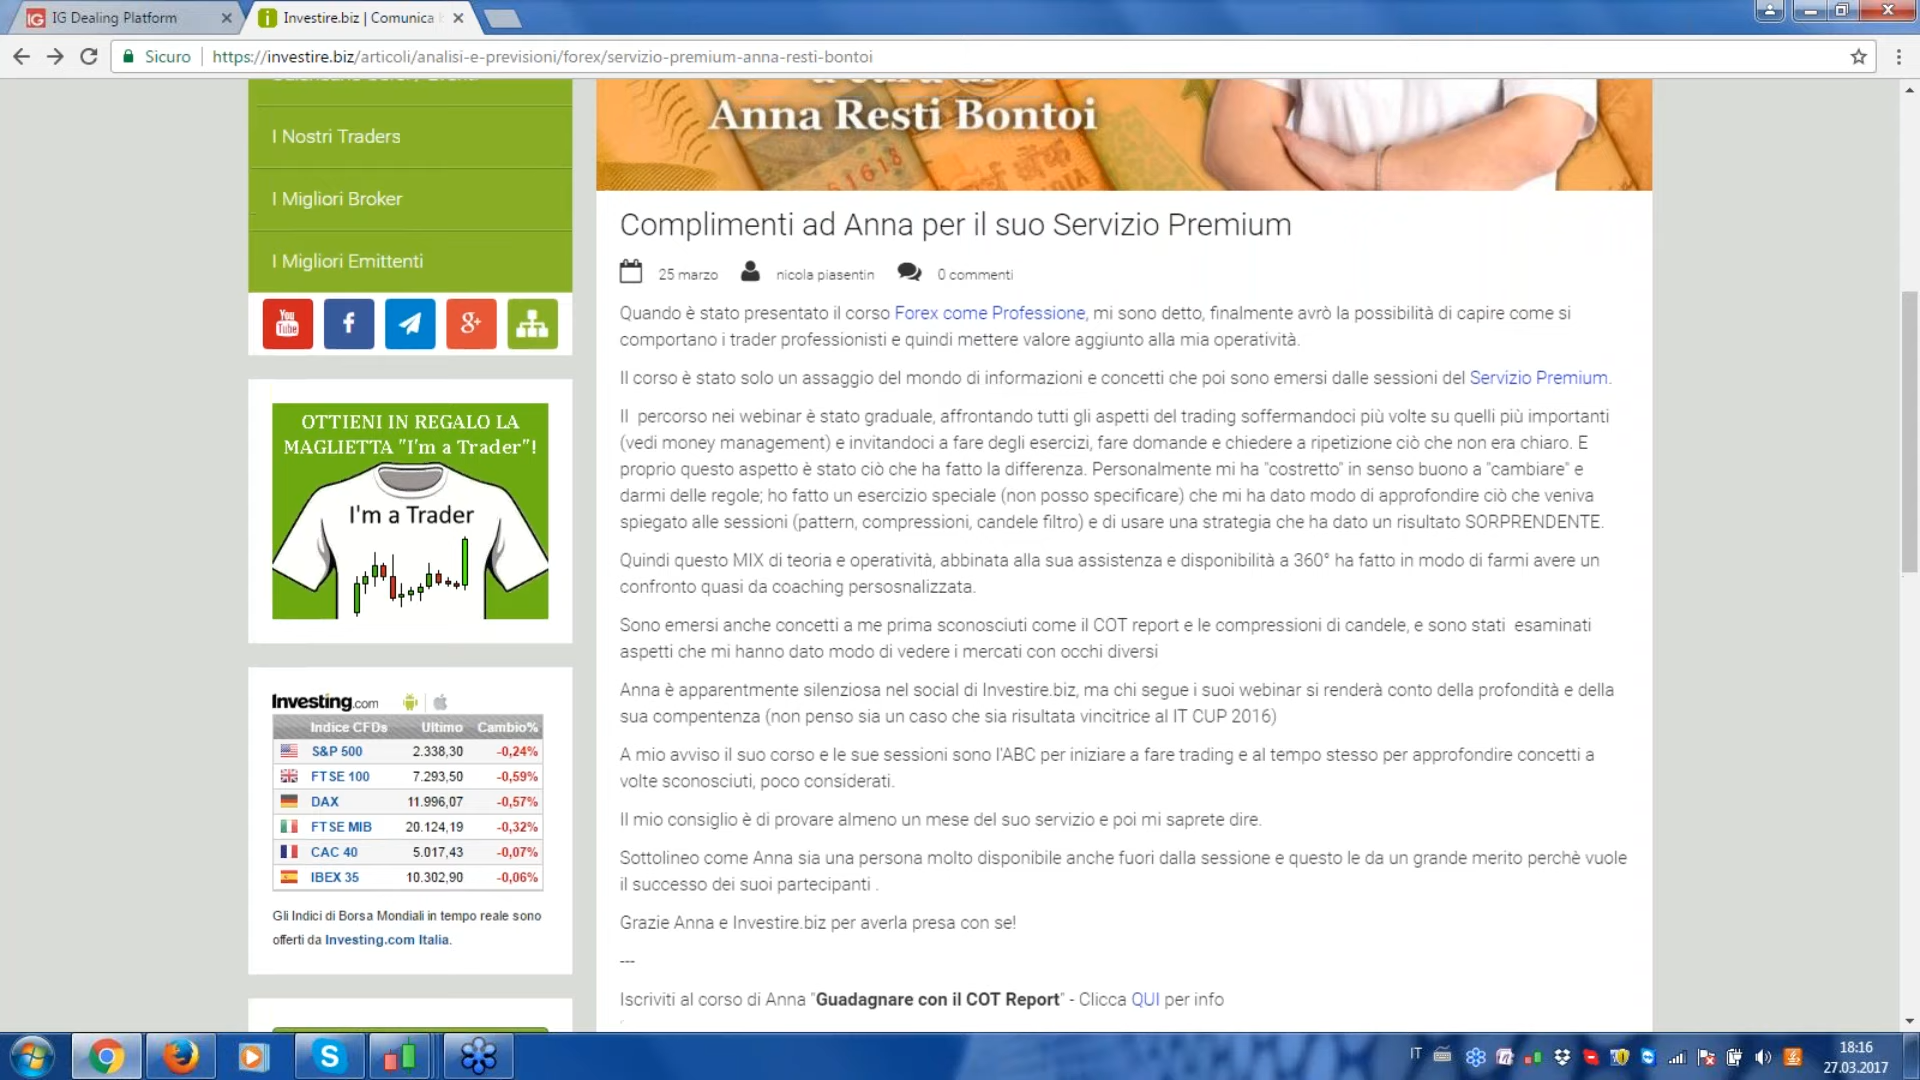 IG Dealing Platform
Investire.biz | Comunica
Sicuro
https://investire.biz/articoli/analisi-e-previsioni/forex/servizio-premium-anna-resti-bontoi
I Nostri Traders
I Migliori Broker
I Migliori Emittenti
You
Tube
f
g+
OTTIENI IN REGALO LA
MAGLIETTA "I'm a Trader"!
I'm a Trader
Investing.com
Indice CFDs Ultimo Cambio%
S&P 500 2.338,30 -0,24%
FTSE 100 7.293,50 -0,59%
DAX 11.996,07 -0,57%
FTSE MIB 20.124,19 -0,32%
CAC 40 5.017,43 -0,07%
IBEX 35 10.302,90 -0,06%
Gli Indici di Borsa Mondiali in tempo reale sono
offerti da Investing.com Italia.
a cura di
Anna Resti Bontoi
Complimenti ad Anna per il suo Servizio Premium
25 marzo nicola piasentin 0 commenti
Quando è stato presentato il corso Forex come Professione, mi sono detto, finalmente avrò la possibilità di capire come si
comportano i trader professionisti e quindi mettere valore aggiunto alla mia operatività.
Il corso è stato solo un assaggio del mondo di informazioni e concetti che poi sono emersi dalle sessioni del Servizio Premium.
Il percorso nei webinar è stato graduale, affrontando tutti gli aspetti del trading soffermandoci più volte su quelli più importanti
(vedi money management) e invitandoci a fare degli esercizi, fare domande e chiedere a ripetizione ciò che non era chiaro. E
proprio questo aspetto è stato ciò che ha fatto la differenza. Personalmente mi ha "costretto" in senso buono a "cambiare" e
darmi delle regole; ho fatto un esercizio speciale (non posso specificare) che mi ha dato modo di approfondire ciò che veniva
spiegato alle sessioni (pattern, compressioni, candele filtro) e di usare una strategia che ha dato un risultato SORPRENDENTE.
Quindi questo MIX di teoria e operatività, abbinata alla sua assistenza e disponibilità a 360° ha fatto in modo di farmi avere un
confronto quasi da coaching persosnalizzata.
Sono emersi anche concetti a me prima sconosciuti come il COT report e le compressioni di candele, e sono stati esaminati
aspetti che mi hanno dato modo di vedere i mercati con occhi diversi
Anna è apparentmente silenziosa nel social di Investire.biz, ma chi segue i suoi webinar si renderà conto della profondità e della
sua compentenza (non penso sia un caso che sia risultata vincitrice al IT CUP 2016)
A mio avviso il suo corso e le sue sessioni sono l'ABC per iniziare a fare trading e al tempo stesso per approfondire concetti a
volte sconosciuti, poco considerati.
Il mio consiglio è di provare almeno un mese del suo servizio e poi mi saprete dire.
Sottolineo come Anna sia una persona molto disponibile anche fuori dalla sessione e questo le da un grande merito perchè vuole
il successo dei suoi partecipanti .
Grazie Anna e Investire.biz per averla presa con se!
---
Iscriviti al corso di Anna "Guadagnare con il COT Report" - Clicca QUI per info
IT
18:16
27.03.2017